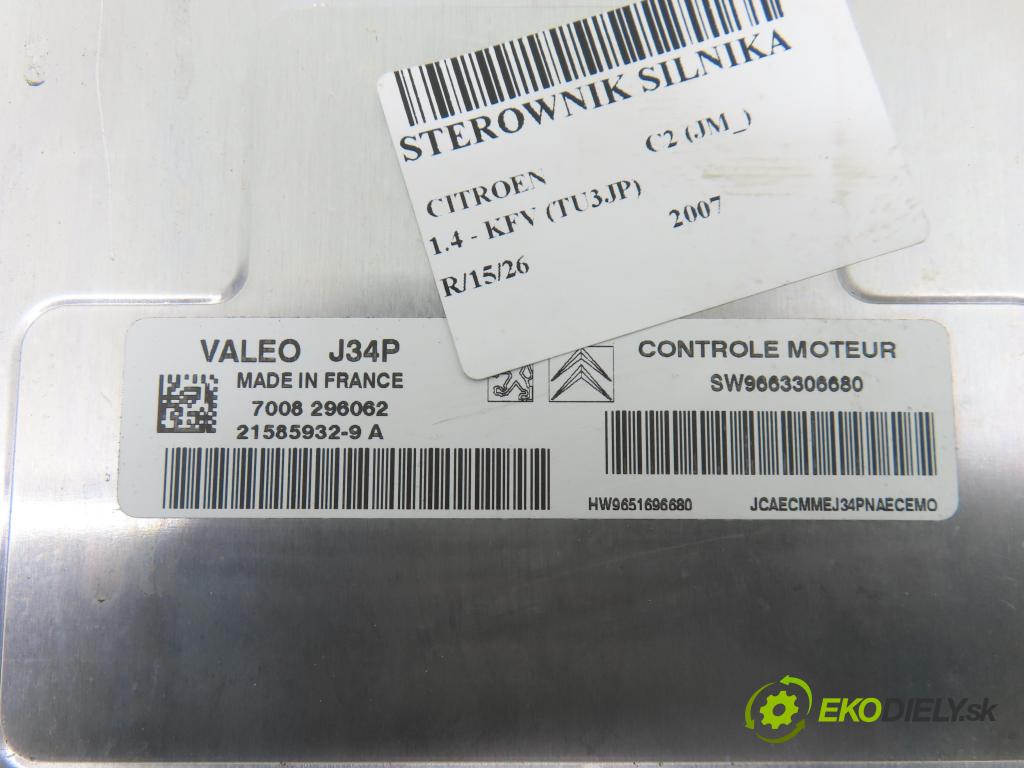 STEROWNIK SILNIKA
CITROEN C2 (JM_)
1.4 - KFV (TU3JP)
R/15/26 2007
VALEO J34P
MADE IN FRANCE
7008 296062
21585932-9 A
CONTROLE MOTEUR
SW9663306680
HW9651696680 JCAECMMEJ34PNAECEMO
EKODIELY.sk